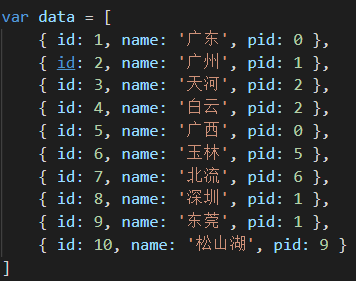 var data = [
    { id: 1, name: '广东', pid: 0 },
    { id: 2, name: '广州', pid: 1 },
    { id: 3, name: '天河', pid: 2 },
    { id: 4, name: '白云', pid: 2 },
    { id: 5, name: '广西', pid: 0 },
    { id: 6, name: '玉林', pid: 5 },
    { id: 7, name: '北流', pid: 6 },
    { id: 8, name: '深圳', pid: 1 },
    { id: 9, name: '东莞', pid: 1 },
    { id: 10, name: '松山湖', pid: 9 }
]